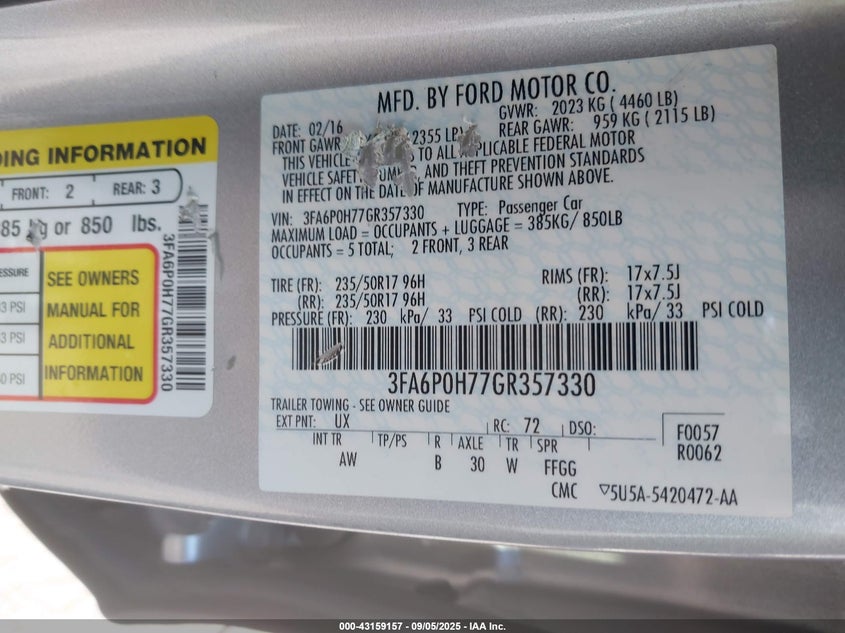 DING INFORMATION
FRONT: 2 REAR: 3
85 kg or 850 lbs.
ESSURE
3 PSI
3 PSI
0 PSI
SEE OWNERS
MANUAL FOR
ADDITIONAL
INFORMATION
3FA6P0H77GR357330
MFD. BY FORD MOTOR CO.
DATE: 02/16 GVWR: 2023 KG ( 4460 LB)
FRONT GAWR 2355 LB) REAR GAWR: 959 KG ( 2115 LB)
THIS VEHICLE TO ALL APPLICABLE FEDERAL MOTOR
VEHICLE SAFETY, BUMPER, AND THEFT PREVENTION STANDARDS
IN EFFECT ON THE DATE OF MANUFACTURE SHOWN ABOVE.
VIN: 3FA6P0H77GR357330 TYPE: Passenger Car
MAXIMUM LOAD = OCCUPANTS + LUGGAGE = 385KG/ 850LB
OCCUPANTS = 5 TOTAL; 2 FRONT, 3 REAR
TIRE (FR): 235/50R17 96H RIMS (FR): 17x7.5J
(RR): 235/50R17 96H (RR): 17x7.5J
PRESSURE (FR): 230 kPa/ 33 PSI COLD (RR): 230 kPa/ 33 PSI COLD
3FA6P0H77GR357330
TRAILER TOWING - SEE OWNER GUIDE
EXT PNT: UX RC: 72 DSO: F0057
INT TR TP/PS R AXLE TR SPR R0062
AW B 30 W FFGG
CMC ▽5U5A-5420472-AA
000-43159157 - 09/05/2025 - IAA Inc.